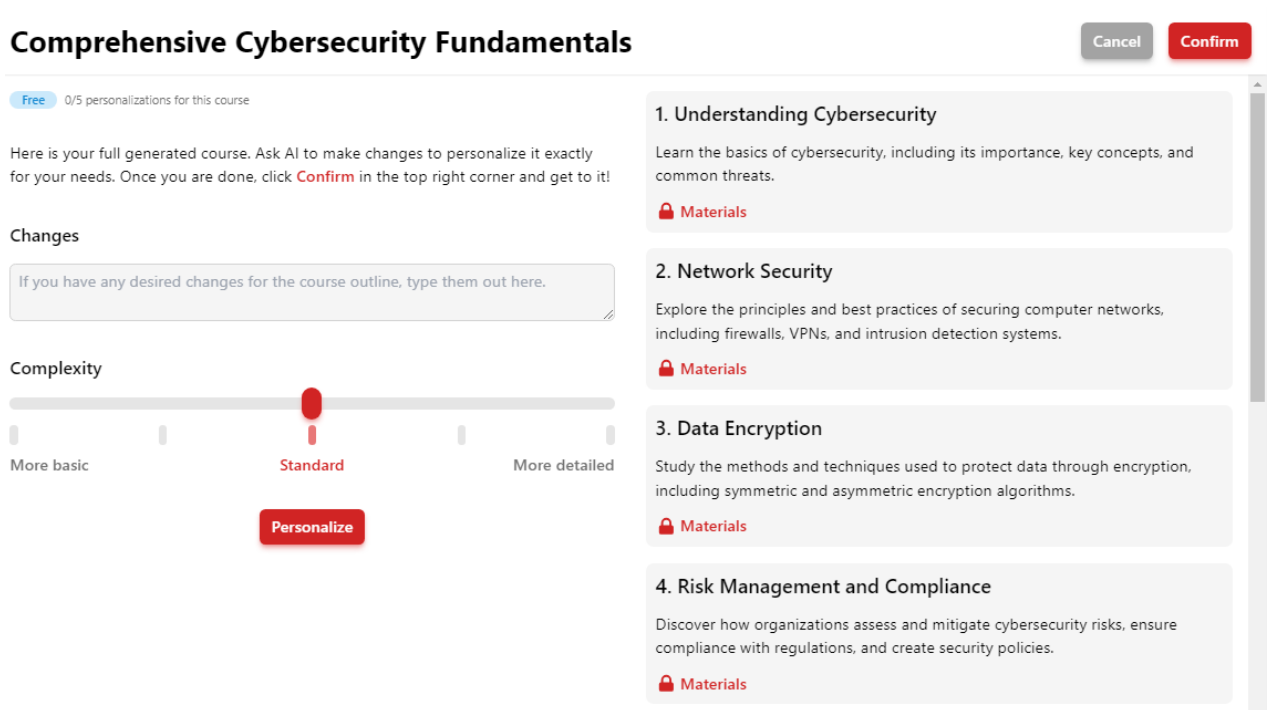 Comprehensive Cybersecurity Fundamentals
Cancel
Confirm
Free
0/5 personalizations for this course
Here is your full generated course. Ask AI to make changes to personalize it exactly
for your needs. Once you are done, click Confirm in the top right corner and get to it!
Changes
If you have any desired changes for the course outline, type them out here.
Complexity
More basic
Standard
More detailed
Personalize
1. Understanding Cybersecurity
Learn the basics of cybersecurity, including its importance, key concepts, and
common threats.
Materials
2. Network Security
Explore the principles and best practices of securing computer networks,
including firewalls, VPNs, and intrusion detection systems.
Materials
3. Data Encryption
Study the methods and techniques used to protect data through encryption,
including symmetric and asymmetric encryption algorithms.
Materials
4. Risk Management and Compliance
Discover how organizations assess and mitigate cybersecurity risks, ensure
compliance with regulations, and create security policies.
Materials